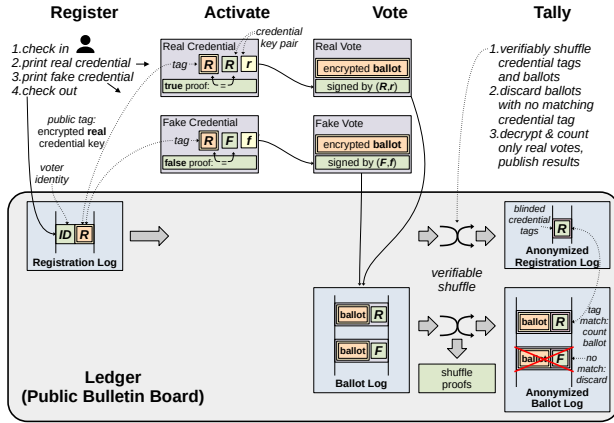 Register
Activate
Vote
Tally
1.check in
2.print real credential
3.print fake credential
4.check out
public tag:
encrypted real
credential key
voter
identity
Real Credential
tag
R
R
r
true proof: =
credential
key pair
Fake Credential
tag
R
F
f
false proof: =
Real Vote
encrypted ballot
signed by (R,r)
Fake Vote
encrypted ballot
signed by (F,f)
1.verifiably shuffle
credential tags
and ballots
2.discard ballots
with no matching
credential tag
3.decrypt & count
only real votes,
publish results
ID R
Registration Log
blinded
credential
tags
R
Anonymized
Registration Log
verifiable
shuffle
ballot R
ballot F
Ballot Log
shuffle
proofs
ballot R
ballot F
Anonymized
Ballot Log
tag
match:
count
ballot
no
match:
discard
Ledger
(Public Bulletin Board)